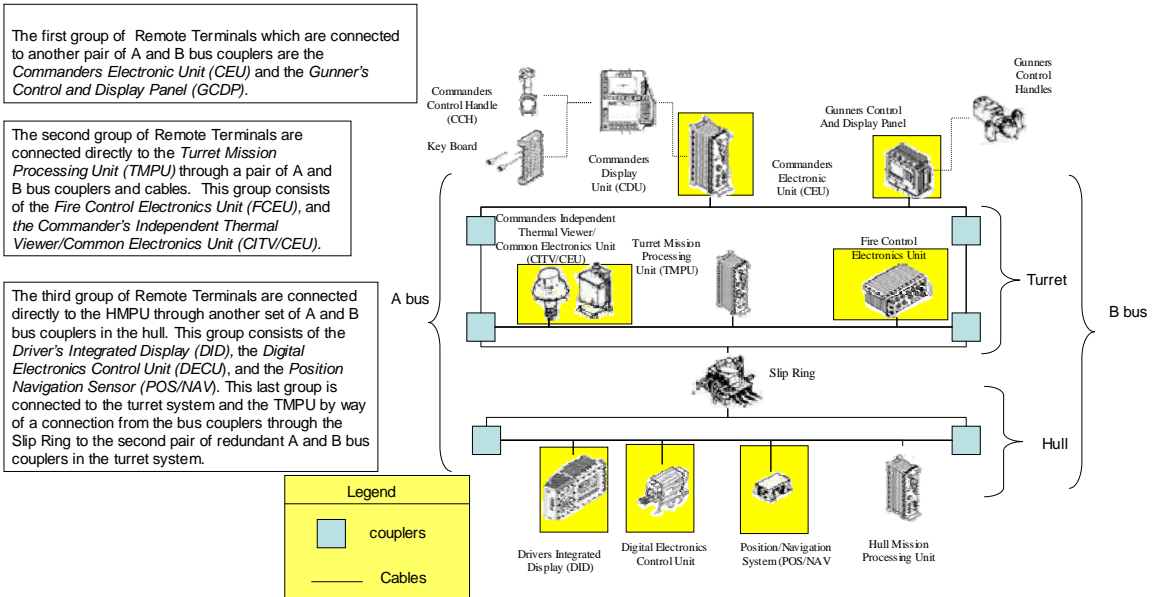 The first group of  Remote Terminals which are connected
to another pair of A and B bus couplers are the
Commanders Electronic Unit (CEU) and the Gunner's
Control and Display Panel (GCDP).
The second group of Remote Terminals are
connected directly to the Turret Mission
Processing Unit (TMPU) through a pair of A and
B bus couplers and cables.  This group consists
of the Fire Control Electronics Unit (FCEU), and
the Commander's Independent Thermal
Viewer/Common Electronics Unit (CITV/CEU).
The third group of Remote Terminals are connected
directly to the HMPU through another set of A and B
bus couplers in the hull. This group consists of the
Driver's Integrated Display (DID), the Digital
Electronics Control Unit (DECU), and the Position
Navigation Sensor (POS/NAV). This last group is
connected to the turret system and the TMPU by way
of a connection from the bus couplers through the
Slip Ring to the second pair of redundant A and B bus
couplers in the turret system.
Legend
couplers
Cables
A bus
Commanders
Control Handle
(CCH)
Key Board
Commanders
Display
Unit (CDU)
Commanders
Electronic
Unit (CEU)
Gunners Control
And Display Panel
Gunners
Control
Handles
Commanders Independent
Thermal Viewer/
Common Electronics Unit
(CITV/CEU)
Turret Mission
Processing
Unit (TMPU)
Fire Control
Electronics Unit
Turret
B bus
Slip Ring
Hull
Drivers Integrated
Display (DID)
Digital Electronics
Control Unit
Position/Navigation
System (POS/NAV
Hull Mission
Processing Unit